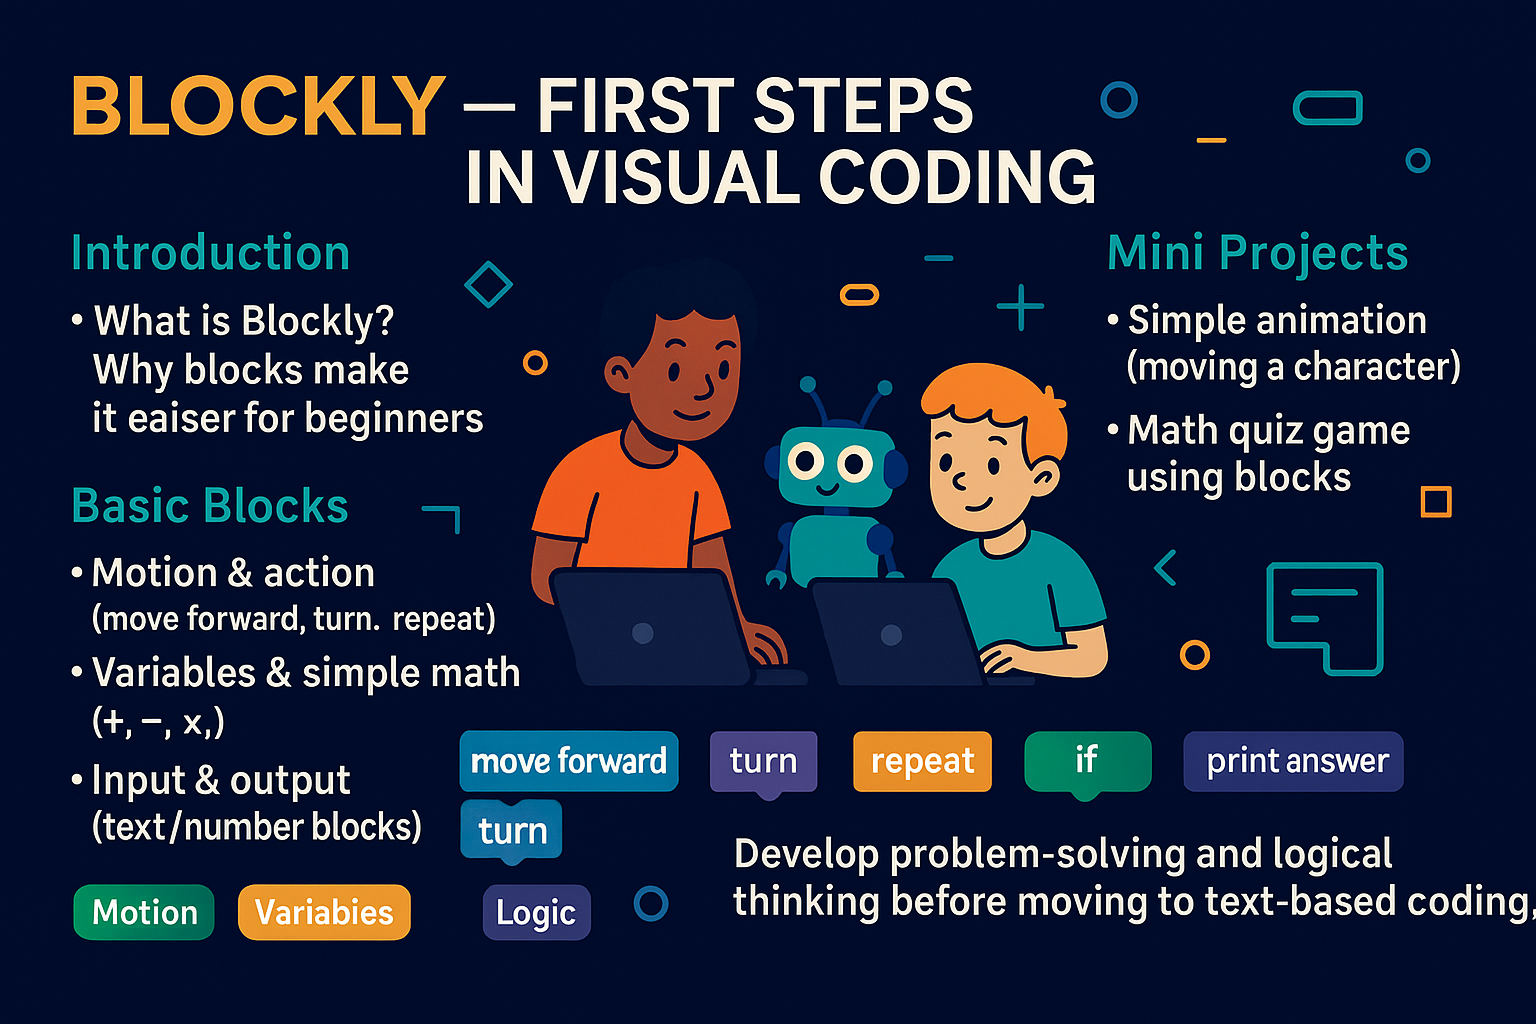 BLOCKLY — FIRST STEPS
IN VISUAL CODING
Introduction
• What is Blockly?
Why blocks make
it eaiser for beginners
Basic Blocks
• Motion & action
(move forward, turn. repeat)
• Variables & simple math
(+, −, x,)
• Input & output
(text/number blocks)
Motion
Variabies
Logic
Mini Projects
• Simple animation
(moving a character)
• Math quiz game
using blocks
move forward
turn
repeat
if
print answer
turn
Develop problem-solving and logical
thinking before moving to text-based coding,